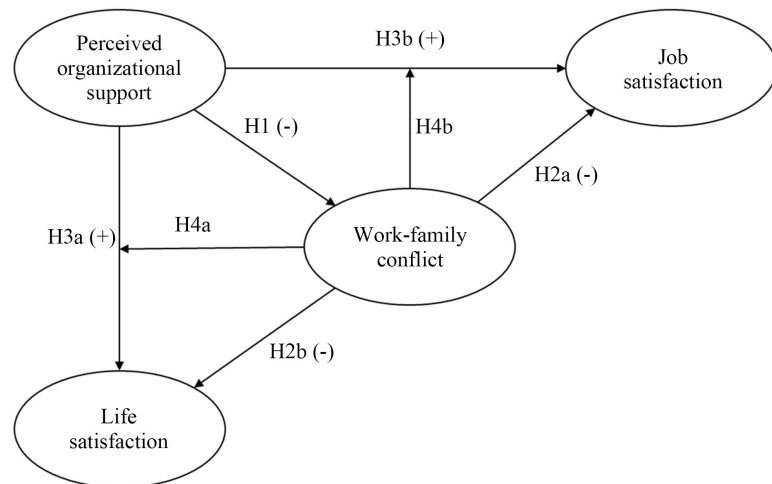 Perceived
organizational
support
H3b (+)
Job
satisfaction
H1 (-)
H4b
H2a (-)
H3a (+)
H4a
Work-family
conflict
H2b (-)
Life
satisfaction